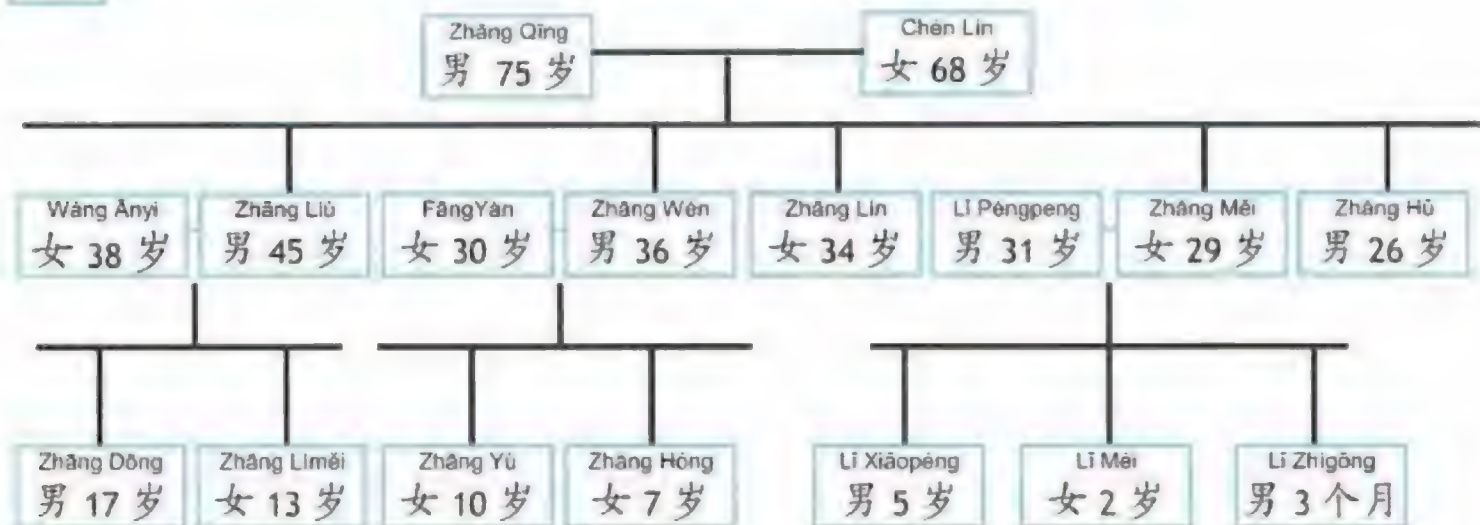 Zhāng Qīng
男 75 岁
Chén Lín
女 68 岁
Wáng Ānyì
女 38 岁
Zhāng Liù
男 45 岁
FāngYàn
女 30 岁
Zhāng Wén
男 36 岁
Zhāng Lín
女 34 岁
Lǐ Péngpeng
男 31 岁
Zhāng Měi
女 29 岁
Zhāng Hǔ
男 26 岁
Zhāng Dōng
男 17 岁
Zhāng Lìměi
女 13 岁
Zhāng Yù
女 10 岁
Zhāng Hóng
女 7 岁
Lǐ Xiǎopéng
男 5 岁
Lǐ Méi
女 2 岁
Lǐ Zhìgōng
男 3 个月